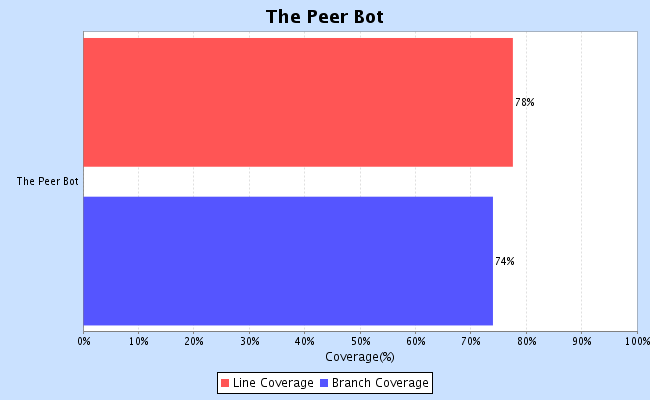 The Peer Bot
78%
The Peer Bot
74%
0% 10% 20% 30% 40% 50% 60% 70% 80% 90% 100%
Coverage(%)
Line Coverage Branch Coverage